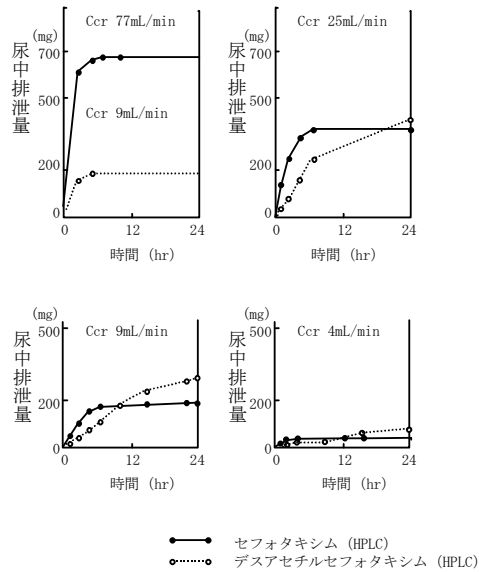 Ccr 77mL/min
(mg)
700
500
200
0
尿中排泄量
Ccr 9mL/min
0
12
24
時間 (hr)
Ccr 25mL/min
(mg)
700
500
200
0
尿中排泄量
0
12
24
時間 (hr)
Ccr 9mL/min
(mg)
500
200
0
尿中排泄量
0
12
24
時間 (hr)
Ccr 4mL/min
(mg)
500
200
0
尿中排泄量
0
12
24
時間 (hr)
セフォタキシム (HPLC)
デスアセチルセフォタキシム (HPLC)